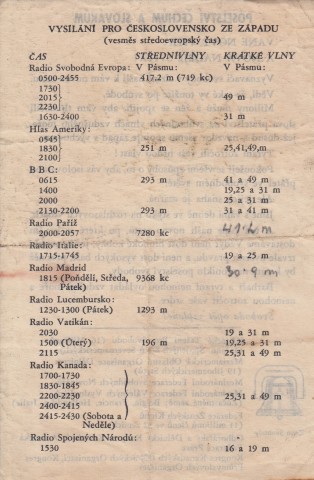 VYSÍLÁNÍ PRO ČESKOSLOVENSKO ZE ZÁPADU
(vesměs středoevropský čas)
ČAS STŘEDNIVLNY KRÁTKÉ VLNY
Radio Svobodná Evropa: V Pásmu: V Pásmu:
0500-2455 417.2 m (719 kc)
1730
2015 49 m
2230
1630-2400 31 m
Hlas Ameriky:
0545
1830 251 m 25,41,49,m
2100
BBC:
0615 293 m 41 a 49 m
1400 19,25 a 31 m
2000 25 a 31 m
2130-2200 293 m 31 a 41 m
Radio Paříž
2000-2057 7280 kc 41.2 m
Radio Italie:
1715-1745 19 a 25 m
Radio Madrid
1815 (Pondělí, Středa, 9368 kc 30.9 m
Pátek)
Radio Lucembursko:
1230-1300 (Pátek) 1293 m
Radio Vatikán:
2030 19 a 31 m
1500 (Úterý) 196 m 19,25 a 31 m
2115 25,31 a 49 m
Radio Kanada:
1700-1730
1830-1845
2200-2230 25,31 a 49 m
2400-2415
2415-2430 (Sobota a
Neděle)
Radio Spojených Národů:
1530 16 a 19 m